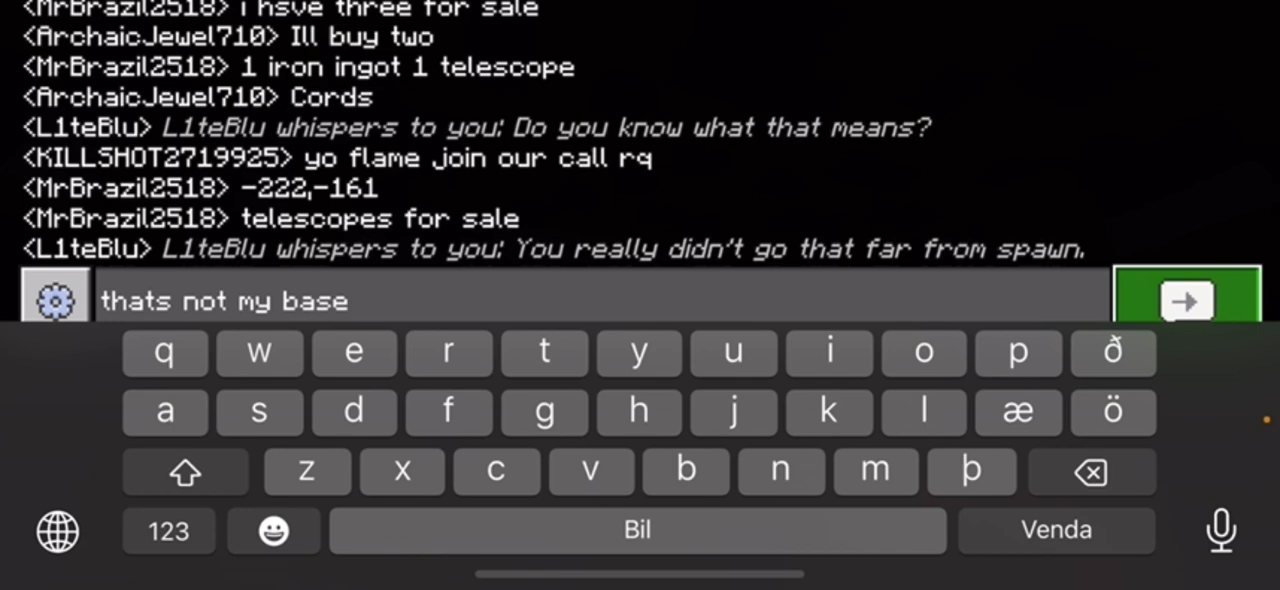 <MrBrazil2518> i hsve three for sale
<ArchaicJewel710> Ill buy two
<MrBrazil2518> 1 iron ingot 1 telescope
<ArchaicJewel710> Cords
<L1teBlu> L1teBlu whispers to you: Do you know what that means?
<KILLSHOT2719925> yo flame join our call rq
<MrBrazil2518> -222,-161
<MrBrazil2518> telescopes for sale
<L1teBlu> L1teBlu whispers to you: You really didn't go that far from spawn.
thats not my base
q w e r t y u i o p ð
a s d f g h j k l æ ö
z x c v b n m þ
123 Bil Venda